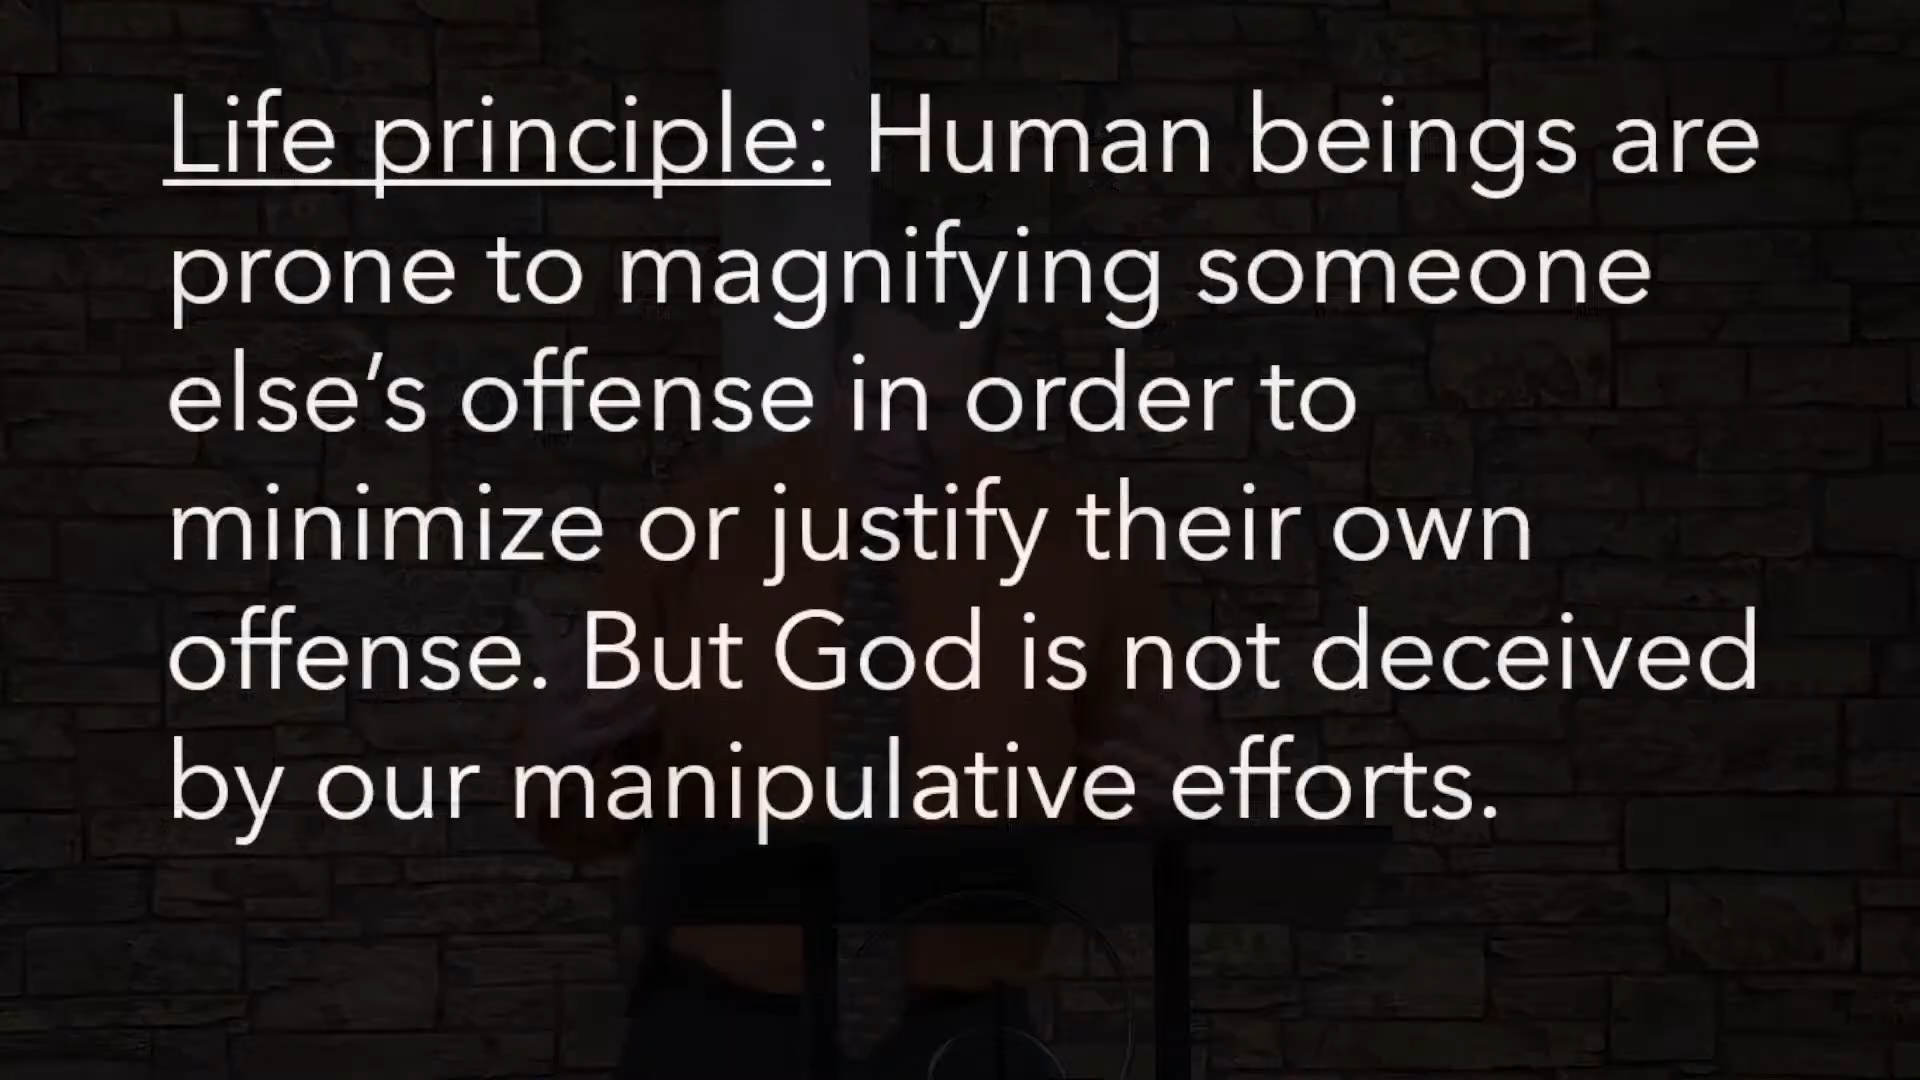 Life principle: Human beings are
prone to magnifying someone
else’s offense in order to
minimize or justify their own
offense. But God is not deceived
by our manipulative efforts.